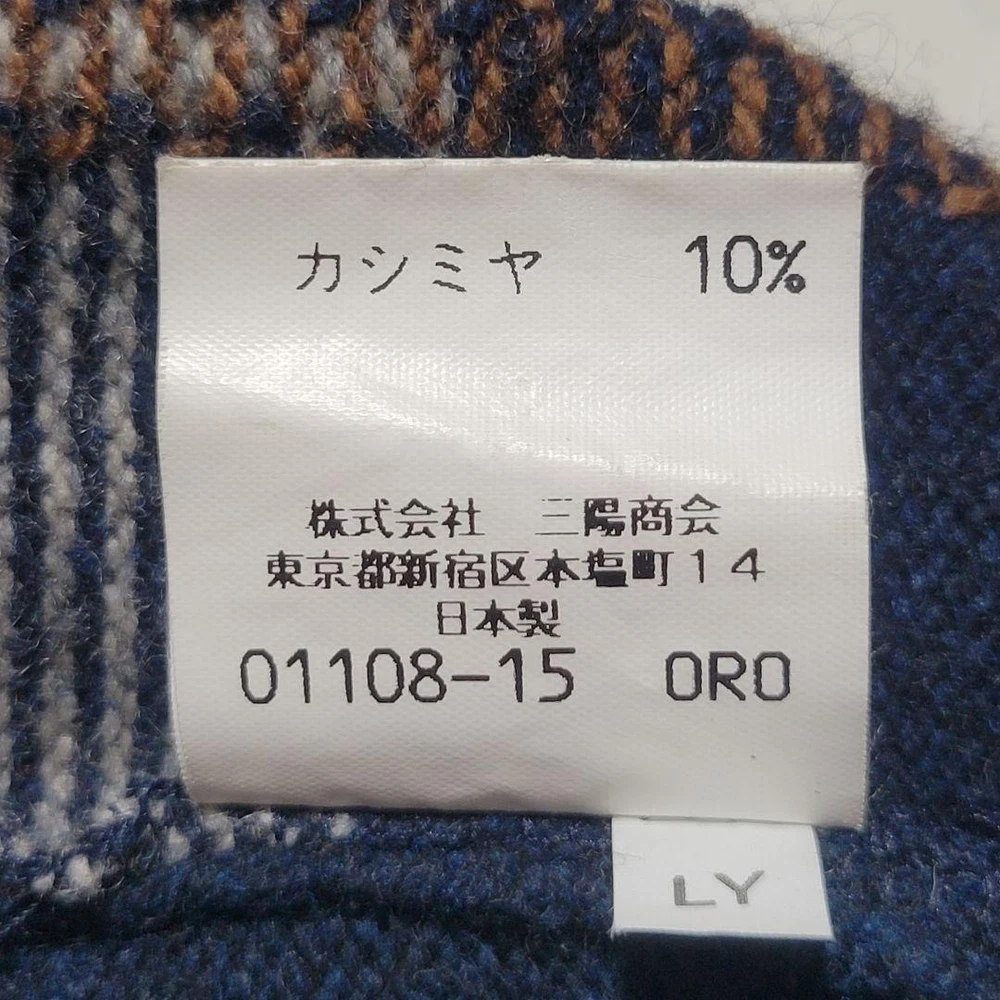 カシミヤ 10%
株式会社 三陽商会
東京都新宿区本塩町14
日本製
01108-15 ORO
LY